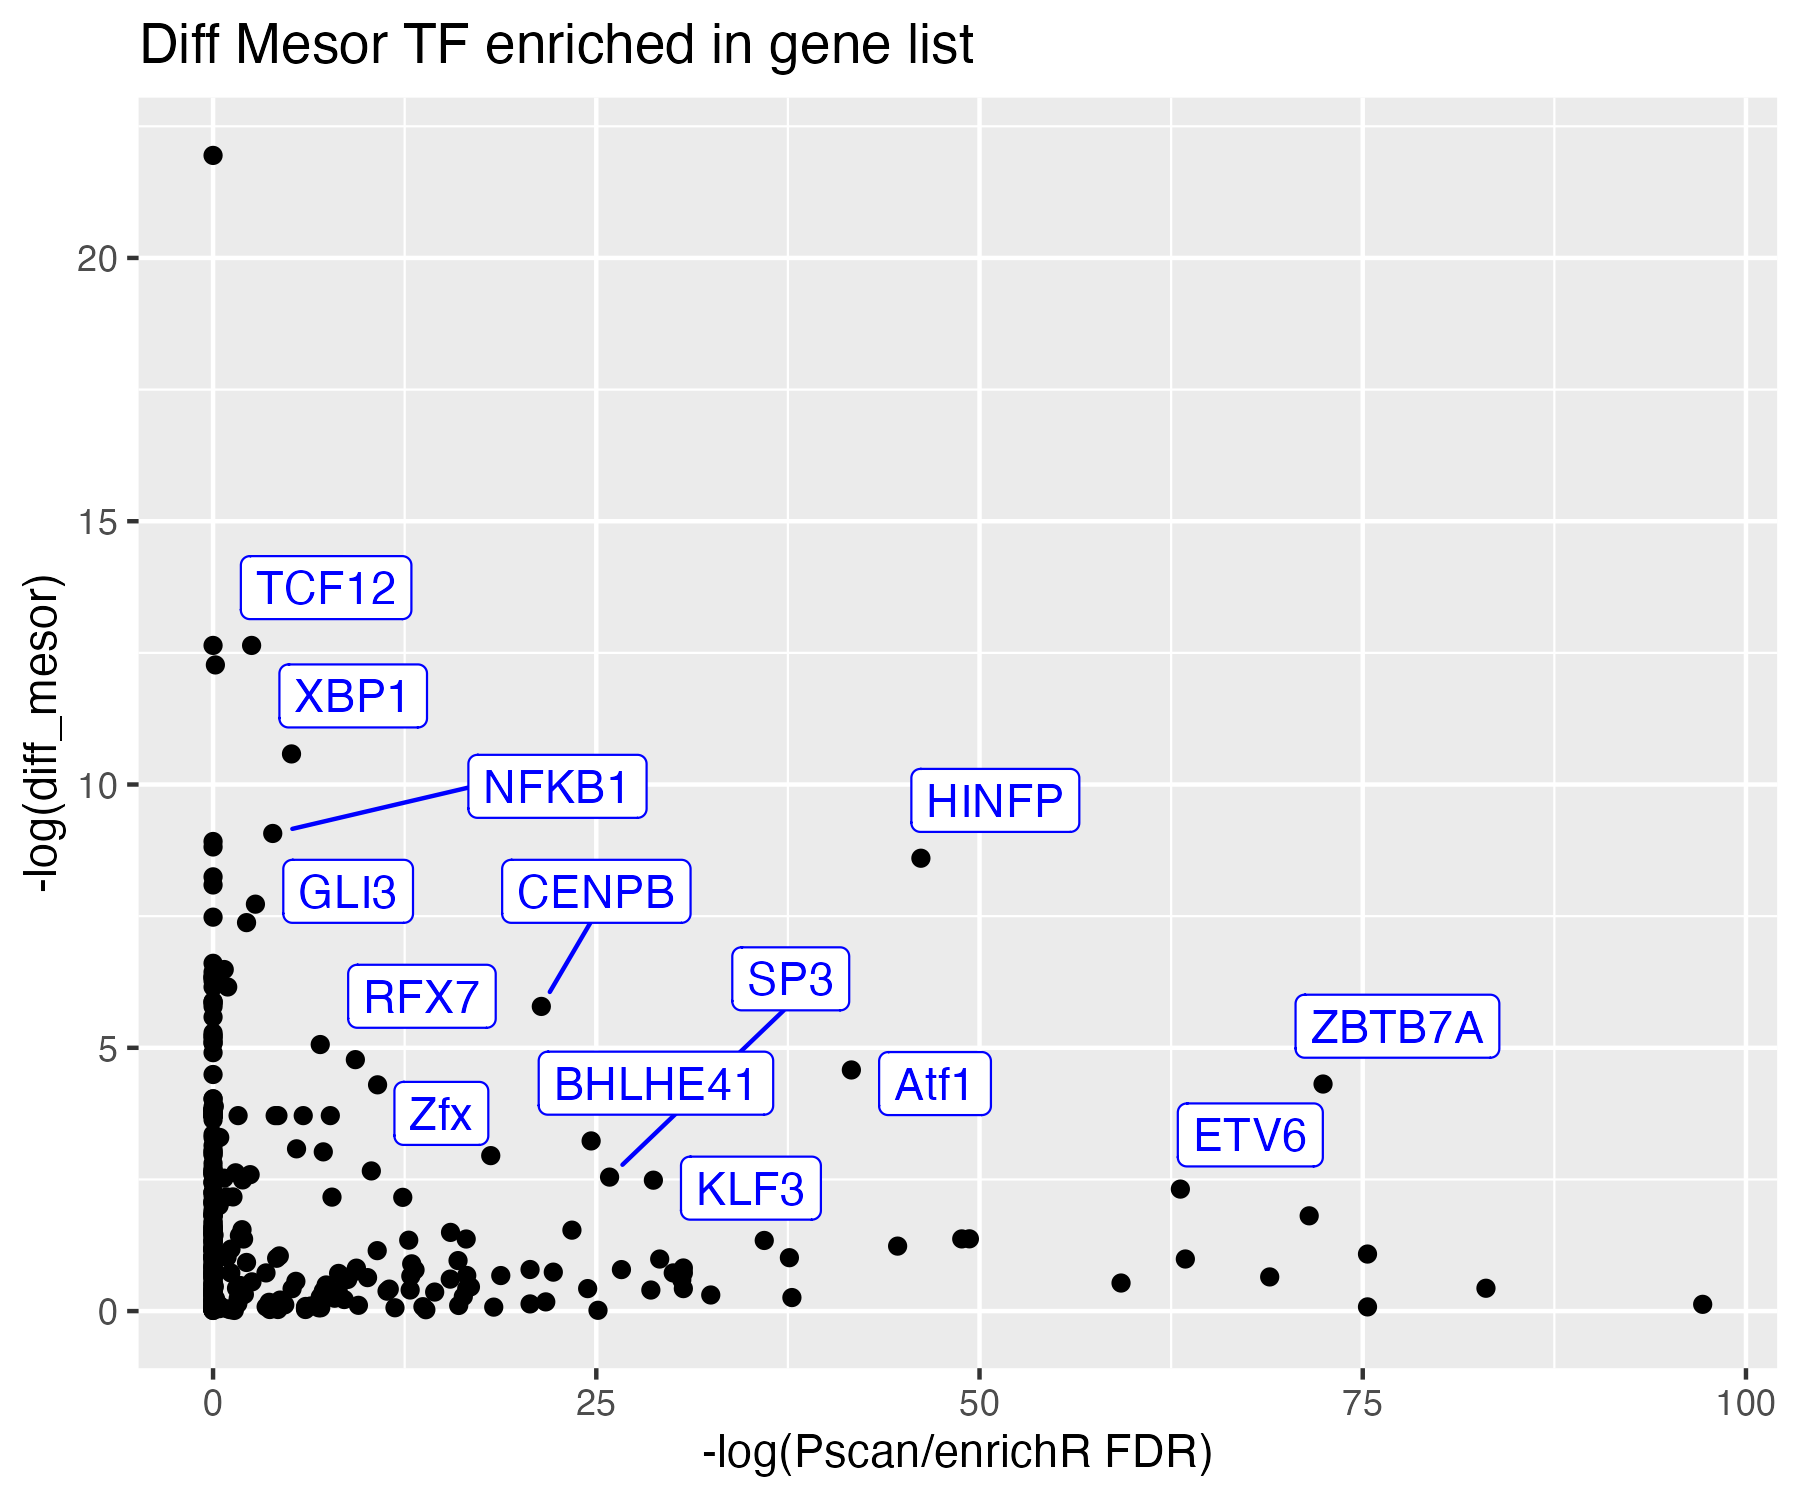 Diff Mesor TF enriched in gene list
-log(diff_mesor)
20
15
10
5
0
TCF12
XBP1
NFKB1
HINFP
GLI3
CENPB
SP3
RFX7
ZBTB7A
BHLHE41
Atf1
Zfx
ETV6
KLF3
0
25
50
75
100
-log(Pscan/enrichR FDR)